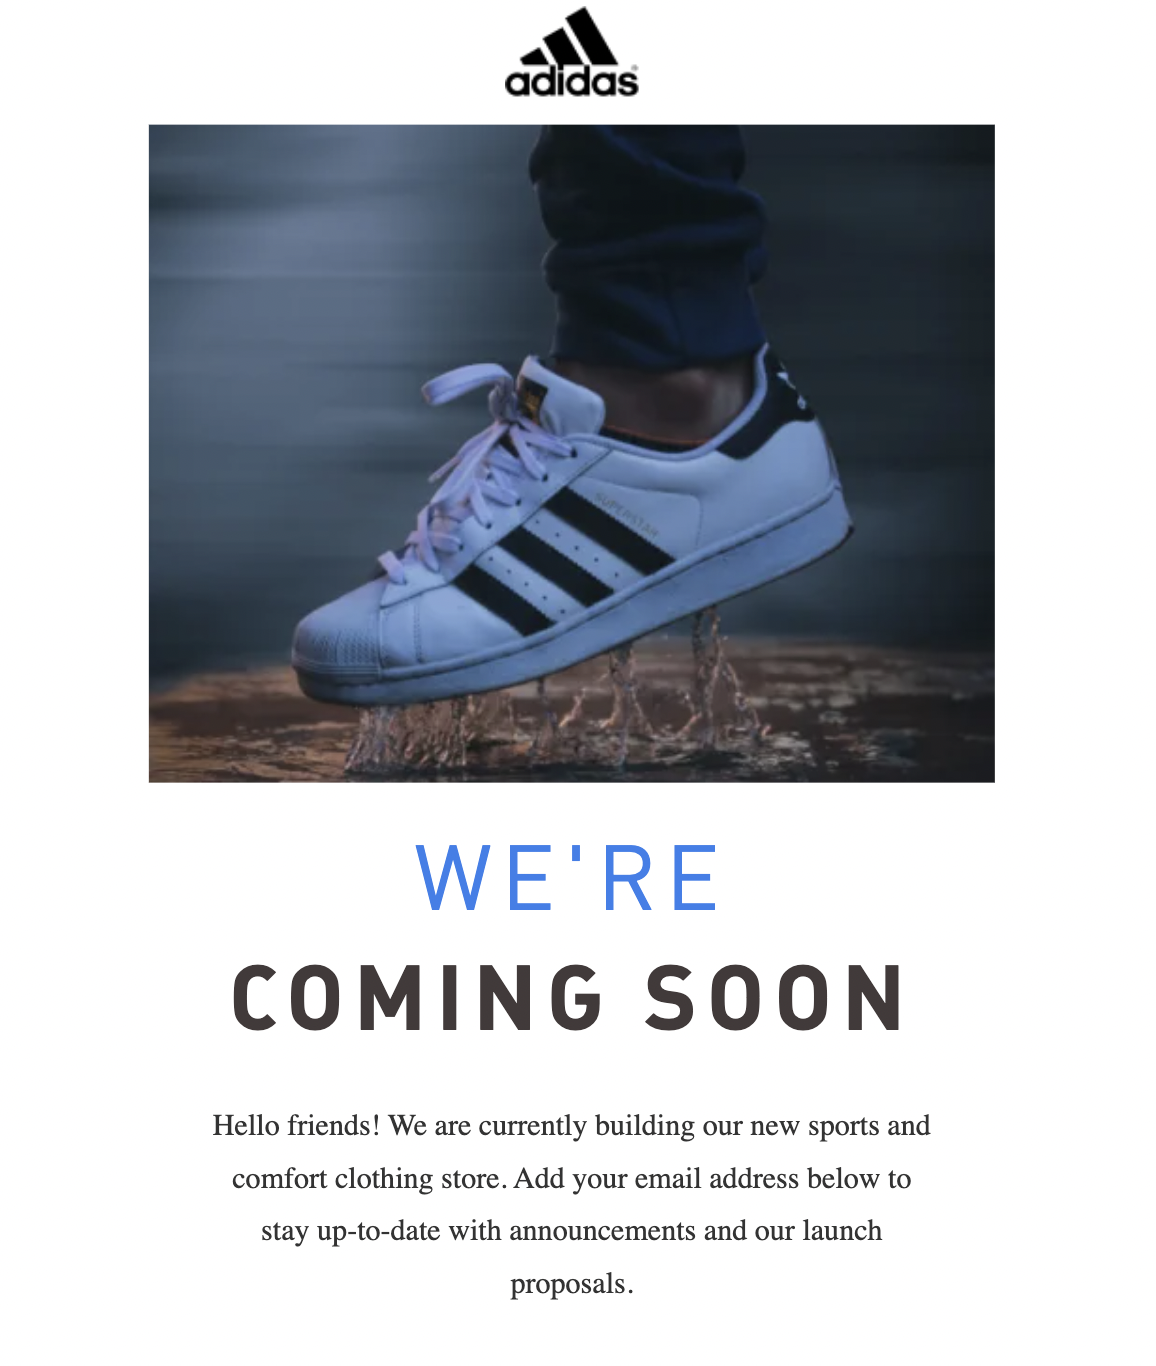 adidas®
SUPERSTAR
WE'RE
COMING SOON
Hello friends! We are currently building our new sports and
comfort clothing store. Add your email address below to
stay up-to-date with announcements and our launch
proposals.